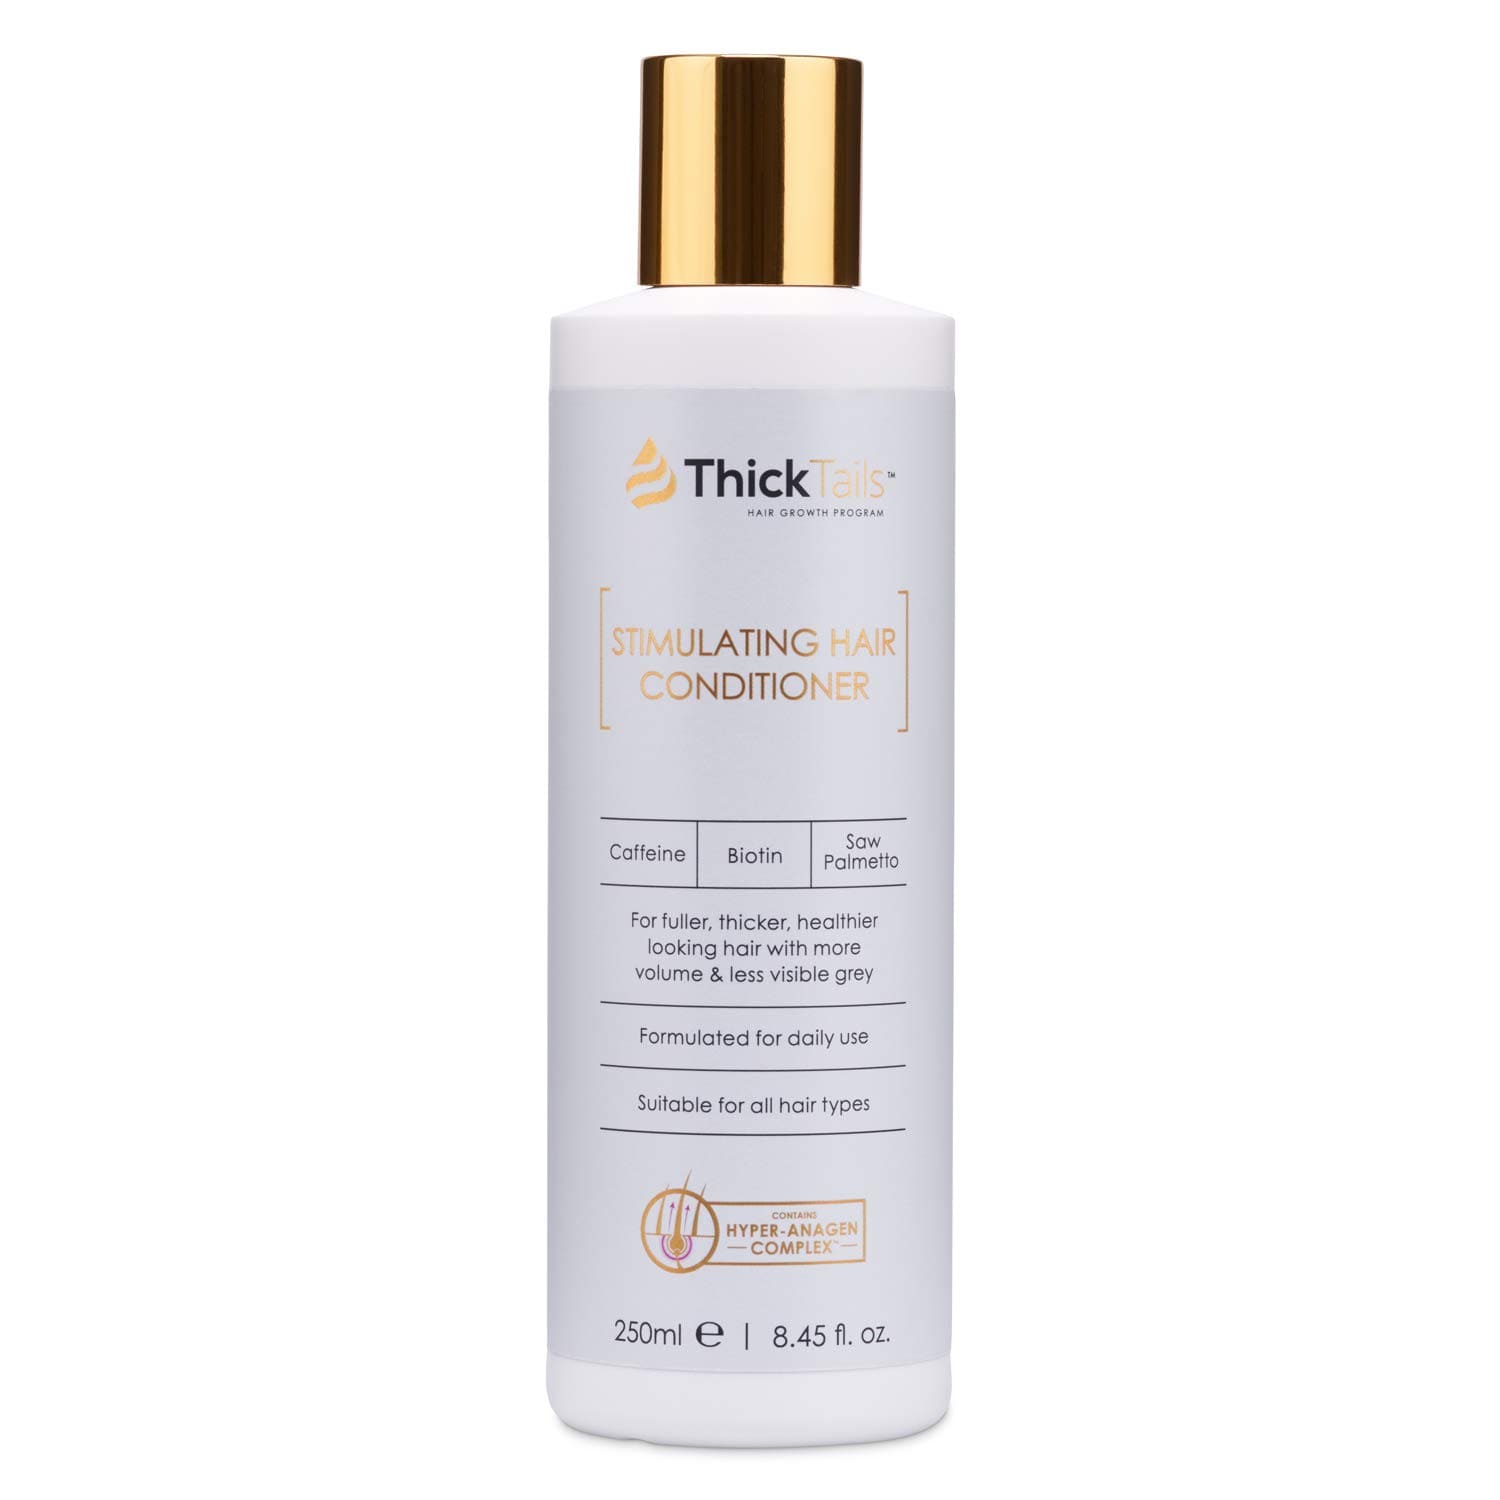 ThickTails™
HAIR GROWTH PROGRAM
STIMULATING HAIR
CONDITIONER
Caffeine
Biotin
Saw
Palmetto
For fuller, thicker, healthier
looking hair with more
volume & less visible grey
Formulated for daily use
Suitable for all hair types
CONTAINS
HYPER-ANAGEN
COMPLEX™
250ml ℮ | 8.45 fl. oz.